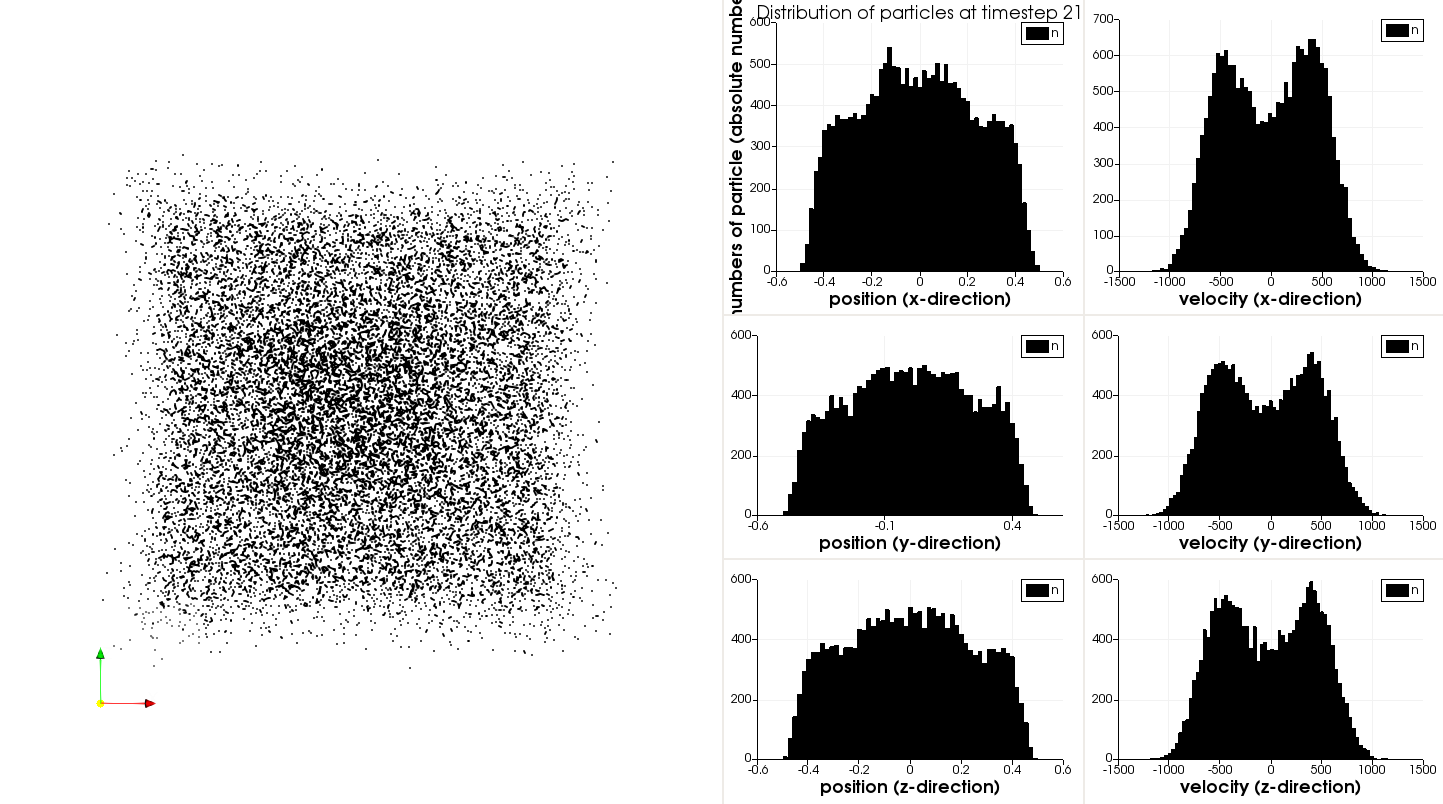 Distribution of particles at timestep 21
numbers of particle (absolute numbe
600
500
400
300
200
100
0
-0.6 -0.4 -0.2 0 0.2 0.4 0.6
position (x-direction)
n
700
600
500
400
300
200
100
0
-1500 -1000 -500 0 500 1000 1500
velocity (x-direction)
n
600
400
200
0
-0.6 -0.1 0.4
position (y-direction)
n
600
400
200
0
-1500 -1000 -500 0 500 1000 1500
velocity (y-direction)
n
600
400
200
0
-0.6 -0.4 -0.2 0 0.2 0.4 0.6
position (z-direction)
n
600
400
200
0
-1500 -1000 -500 0 500 1000 1500
velocity (z-direction)
n